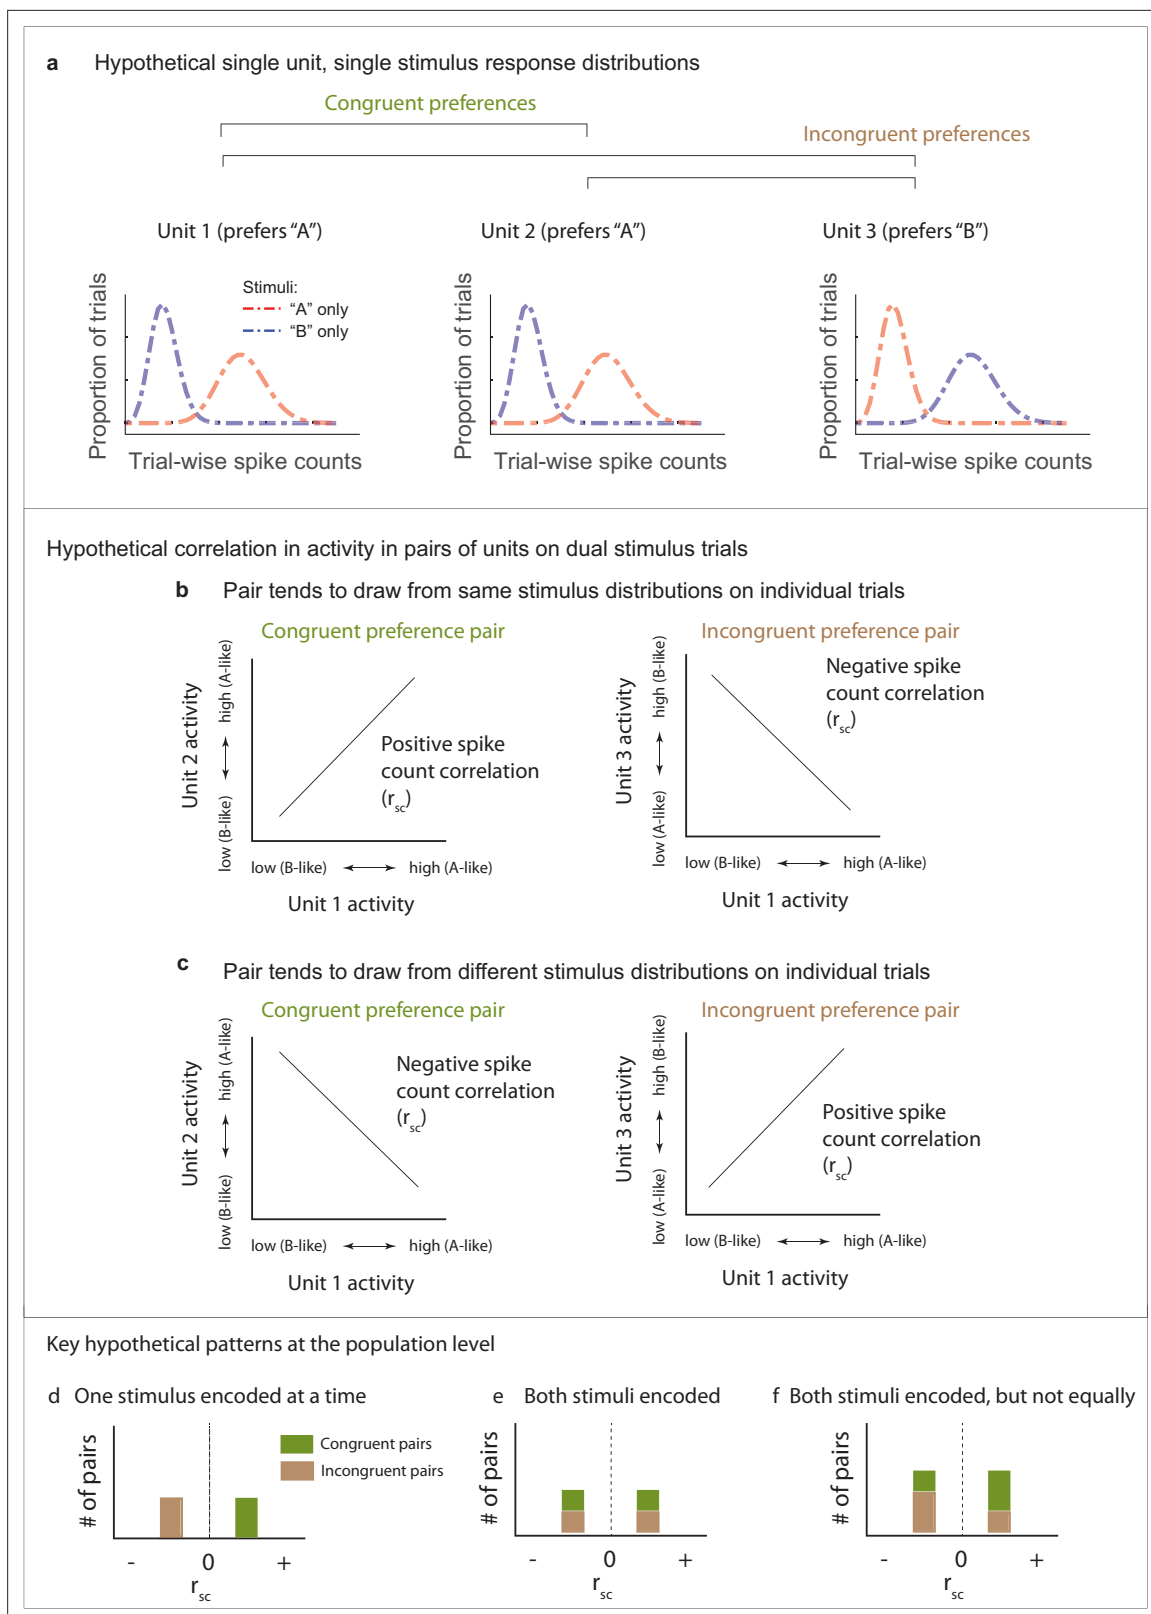 a Hypothetical single unit, single stimulus response distributions
Congruent preferences
Incongruent preferences
Unit 1 (prefers “A”)
Unit 2 (prefers “A”)
Unit 3 (prefers “B”)
Proportion of trials
Stimuli:
“A” only
“B” only
Trial-wise spike counts
Proportion of trials
Trial-wise spike counts
Proportion of trials
Trial-wise spike counts
Hypothetical correlation in activity in pairs of units on dual stimulus trials
b Pair tends to draw from same stimulus distributions on individual trials
Congruent preference pair
Unit 2 activity
low (B-like)
high (A-like)
Positive spike
count correlation
(rsc)
low (B-like)
high (A-like)
Unit 1 activity
Incongruent preference pair
Unit 3 activity
low (A-like)
high (B-like)
Negative spike
count correlation
(rsc)
low (B-like)
high (A-like)
Unit 1 activity
c Pair tends to draw from different stimulus distributions on individual trials
Congruent preference pair
Unit 2 activity
low (B-like)
high (A-like)
Negative spike
count correlation
(rsc)
low (B-like)
high (A-like)
Unit 1 activity
Incongruent preference pair
Unit 3 activity
low (A-like)
high (B-like)
Positive spike
count correlation
(rsc)
low (B-like)
high (A-like)
Unit 1 activity
Key hypothetical patterns at the population level
d One stimulus encoded at a time
# of pairs
Congruent pairs
Incongruent pairs
- 0 +
rsc
e Both stimuli encoded
# of pairs
- 0 +
rsc
f Both stimuli encoded, but not equally
# of pairs
- 0 +
rsc